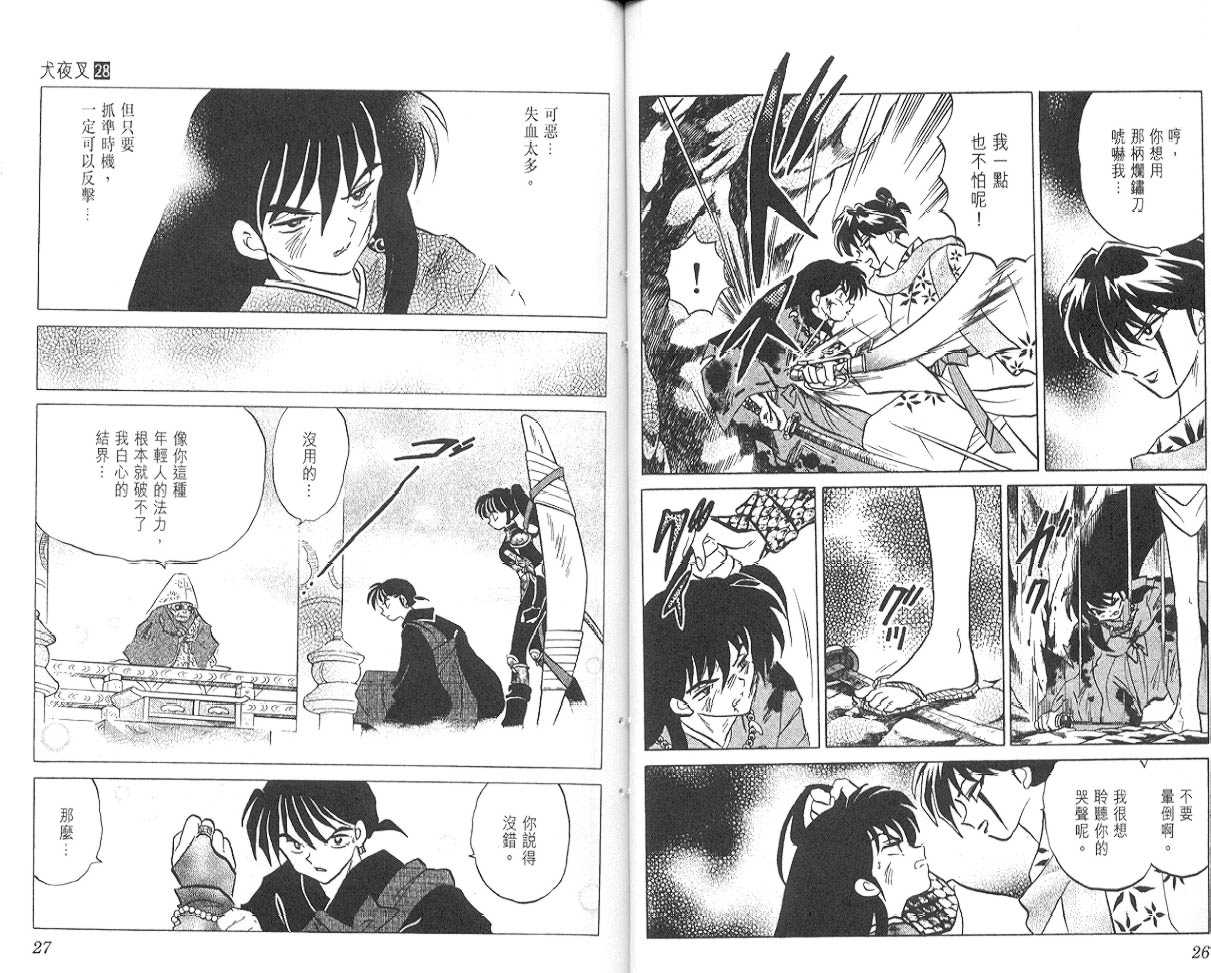 哼，
你想用
那柄爛鏽刀
唬嚇我…
我一點
也不怕呢！
！
不要
暈倒啊。
我很想
聆聽你的
哭聲呢。
26
犬夜叉28
可惡…
失血太多。
但只要
抓準時機，
一定可以反擊…
沒用的…
像你這種
年輕人的法力，
根本就破不了
我白心的
結界…
你說得
沒錯。
那麼…
27